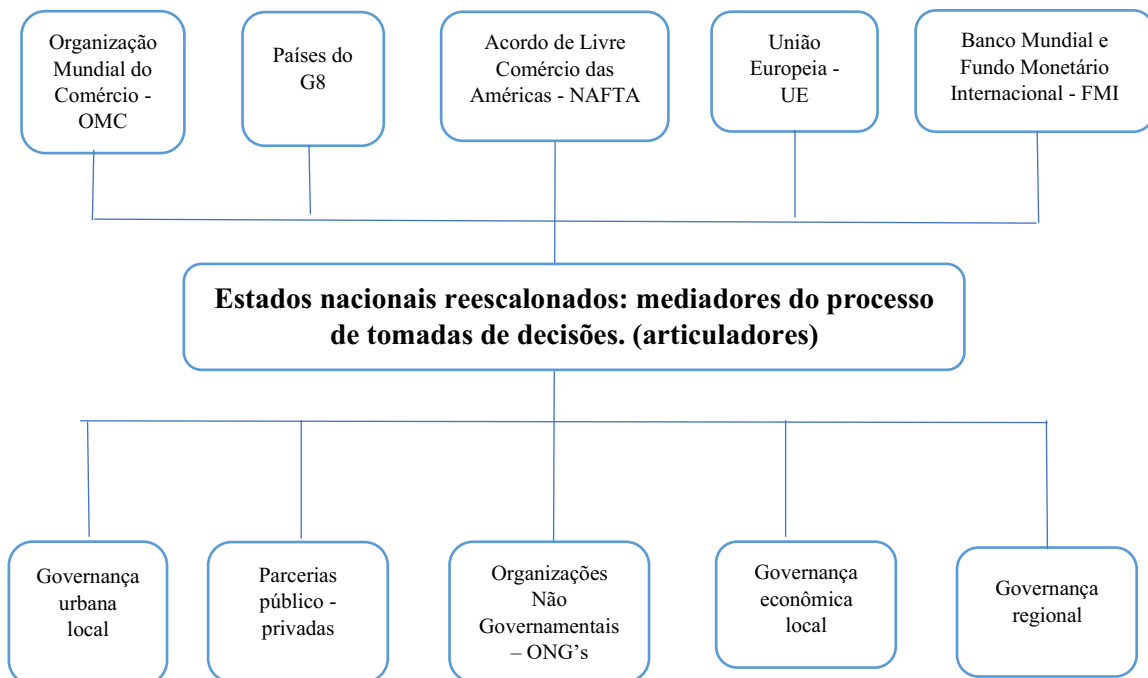 Organização
Mundial do
Comércio -
OMC
Países do
G8
Acordo de Livre
Comércio das
Américas - NAFTA
União
Europeia -
UE
Banco Mundial e
Fundo Monetário
Internacional - FMI
Estados nacionais reescalonados: mediadores do processo
de tomadas de decisões. (articuladores)
Governança
urbana
local
Parcerias
público -
privadas
Organizações
Não
Governamentais
– ONG's
Governança
econômica
local
Governança
regional